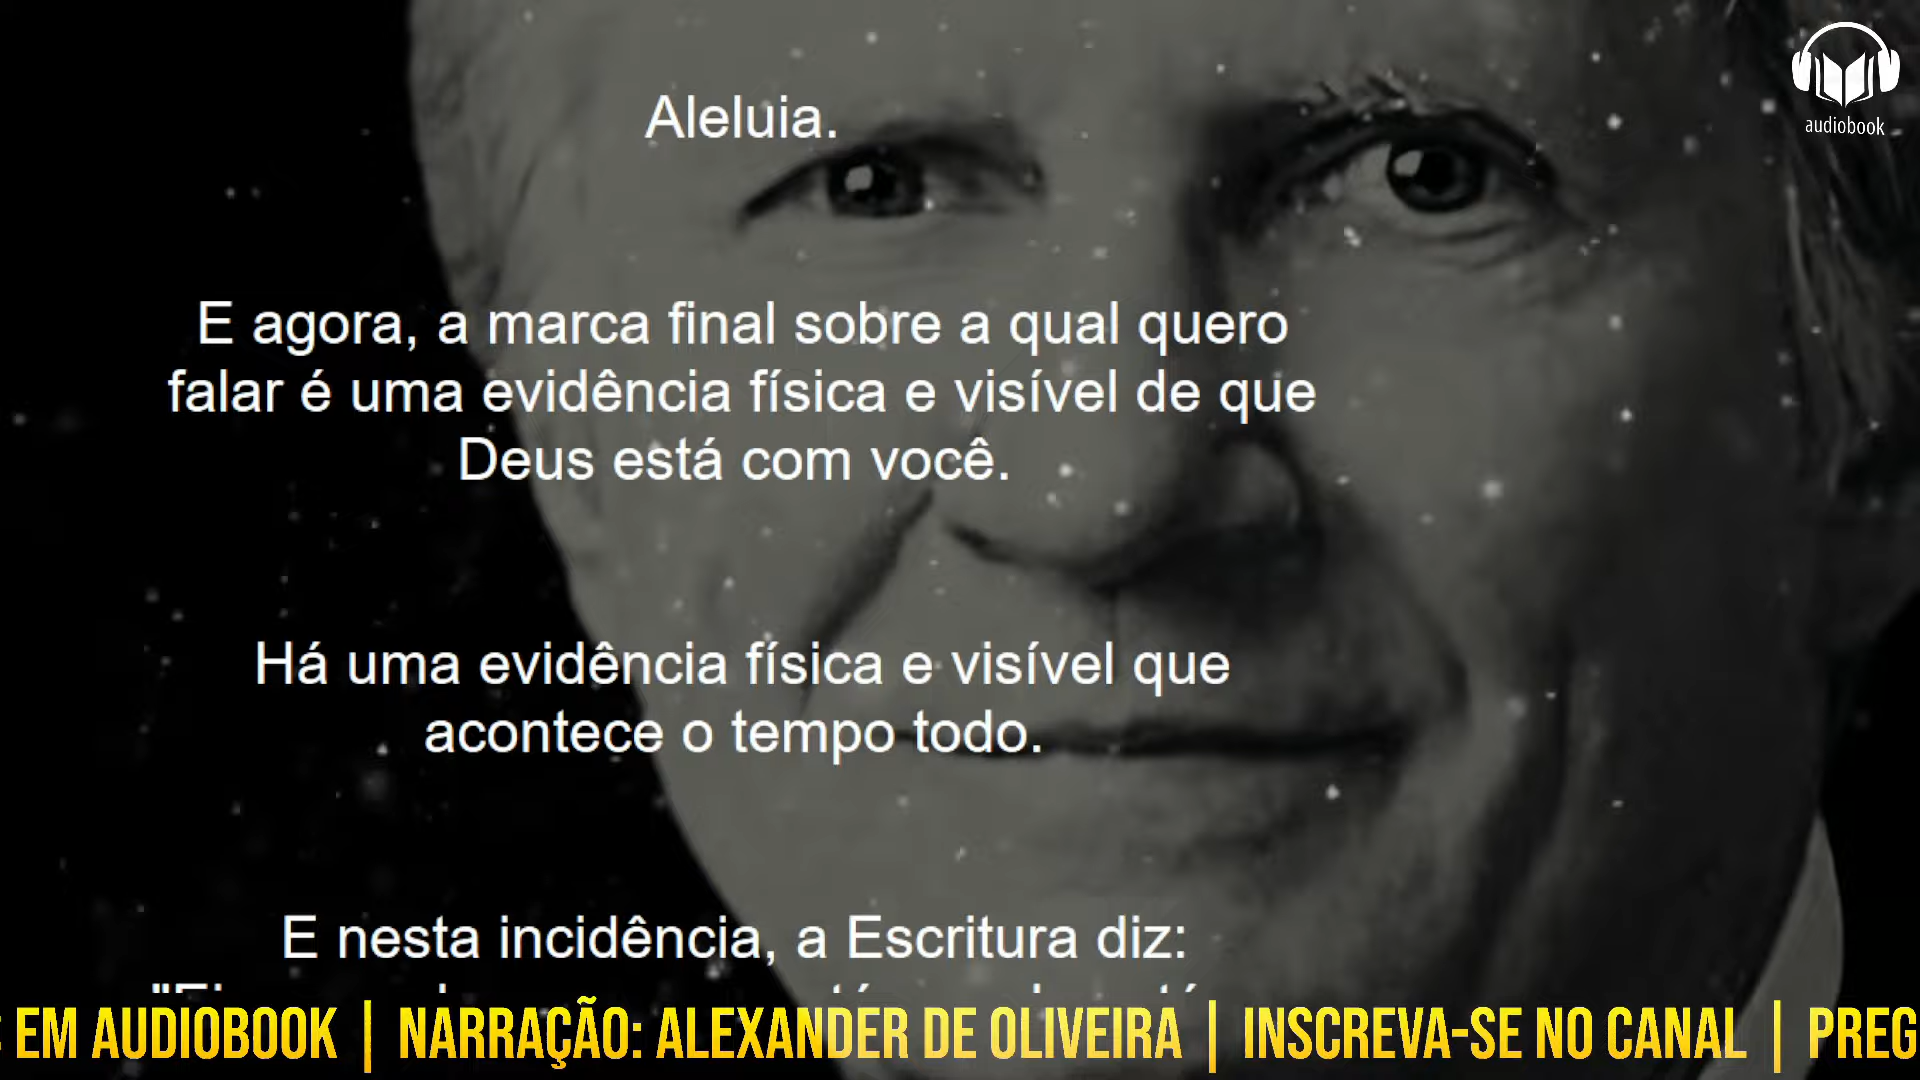 audiobook
Aleluia.
E agora, a marca final sobre a qual quero
falar é uma evidência física e visível de que
Deus está com você.
Há uma evidência física e visível que
acontece o tempo todo.
E nesta incidência, a Escritura diz:
EM AUDIOBOOK | NARRAÇÃO: ALEXANDER DE OLIVEIRA | INSCREVA-SE NO CANAL | PREG